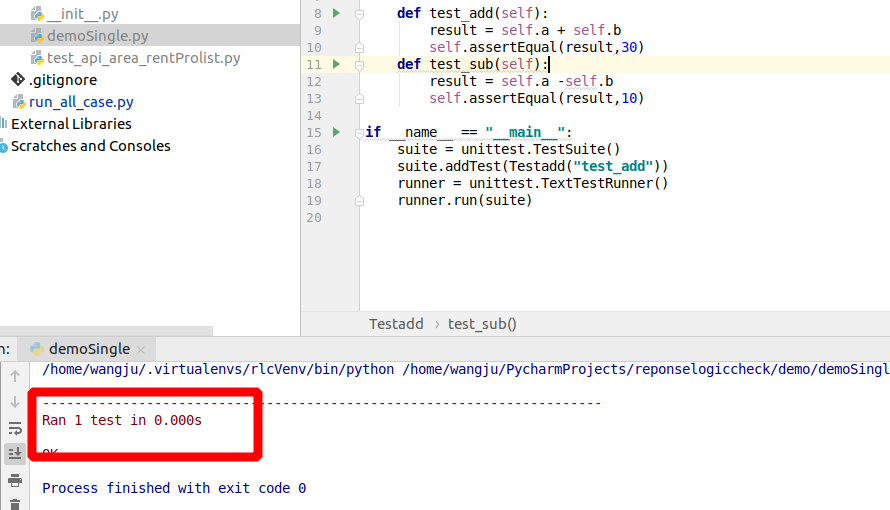 __init__.py
demoSingle.py
test_api_area_rentProlist.py
.gitignore
run_all_case.py
External Libraries
Scratches and Consoles
8 def test_add(self):
9 result = self.a + self.b
10 self.assertEqual(result,30)
11 def test_sub(self):
12 result = self.a -self.b
13 self.assertEqual(result,10)
14
15 if __name__ == "__main__":
16 suite = unittest.TestSuite()
17 suite.addTest(Testadd("test_add"))
18 runner = unittest.TextTestRunner()
19 runner.run(suite)
20
Testadd › test_sub()
n: demoSingle ×
/home/wangju/.virtualenvs/rlcVenv/bin/python /home/wangju/PycharmProjects/reponselogiccheck/demo/demoSingl
----------------------------------------------------------------------
Ran 1 test in 0.000s
OK
Process finished with exit code 0